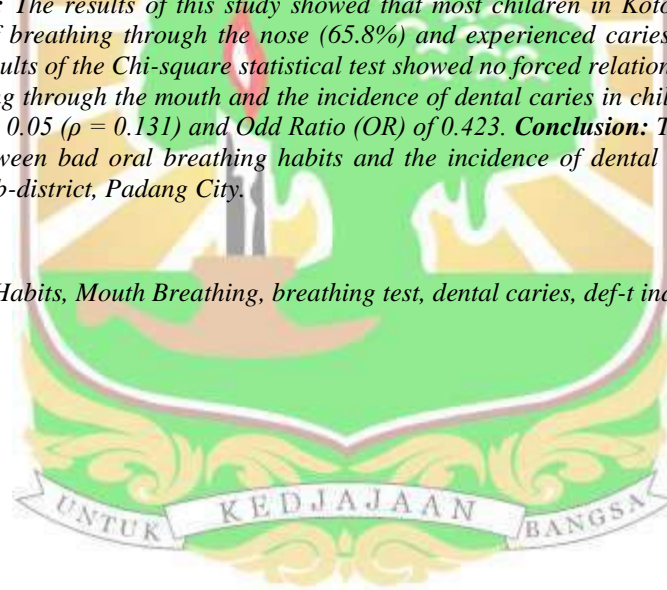 : The results of this study showed that most children in Koto
f breathing through the nose (65.8%) and experienced caries
ults of the Chi-square statistical test showed no forced relation
ng through the mouth and the incidence of dental caries in chil
0.05 (ρ = 0.131) and Odd Ratio (OR) of 0.423. Conclusion: T
ween bad oral breathing habits and the incidence of dental
b-district, Padang City.
Habits, Mouth Breathing, breathing test, dental caries, def-t in
UNTUK KEDJAJAAN BANGSA